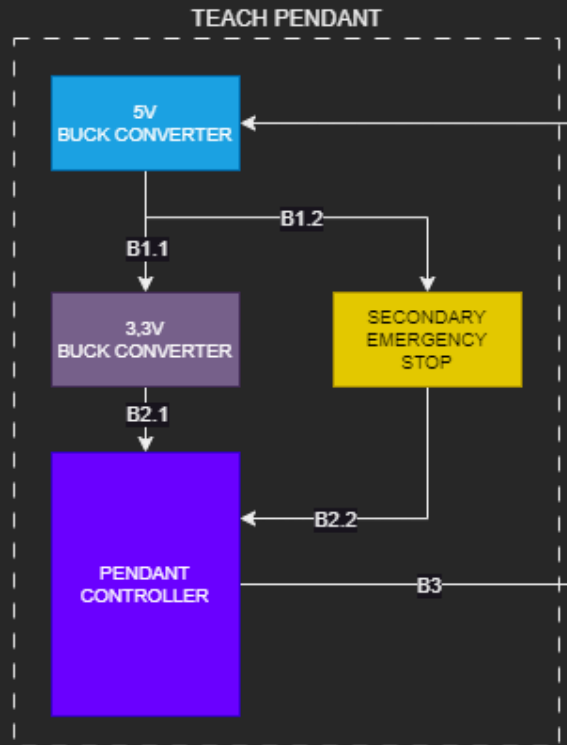 TEACH PENDANT
5V
BUCK CONVERTER
B1.2
B1.1
3,3V
BUCK CONVERTER
SECONDARY
EMERGENCY
STOP
B2.1
B2.2
PENDANT
CONTROLLER
B3